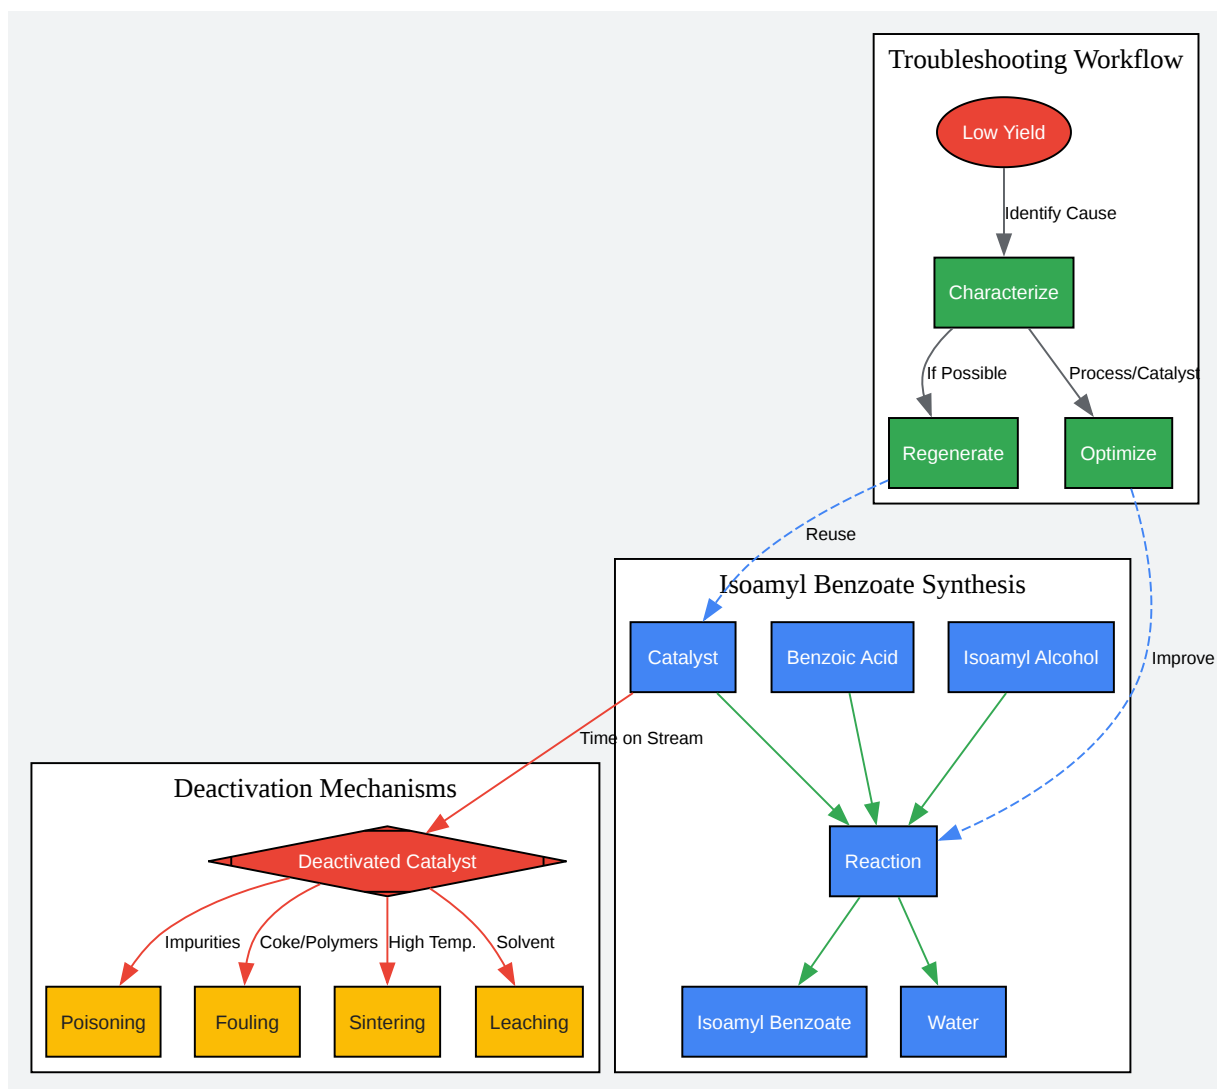 Troubleshooting Workflow
Low Yield
Identify Cause
Characterize
If Possible
Process/Catalyst
Regenerate
Optimize
Reuse
Isoamyl Benzoate Synthesis
Catalyst
Benzoic Acid
Isoamyl Alcohol
Improve
Time on Stream
Reaction
Isoamyl Benzoate
Water
Deactivation Mechanisms
Deactivated Catalyst
Impurities
Coke/Polymers
High Temp.
Solvent
Poisoning
Fouling
Sintering
Leaching